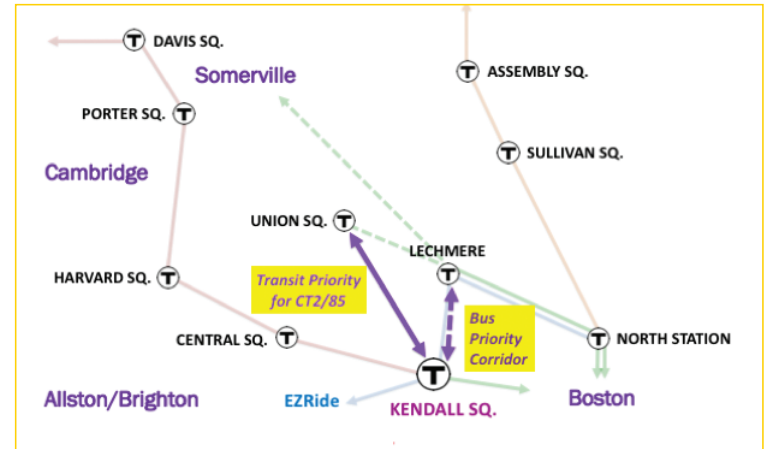 T DAVIS SQ.
Somerville
T ASSEMBLY SQ.
PORTER SQ. T
T SULLIVAN SQ.
Cambridge
UNION SQ. T
LECHMERE
T
HARVARD SQ. T
Transit Priority
for CT2/85
Bus
Priority
Corridor
CENTRAL SQ. T
T NORTH STATION
T
Allston/Brighton
EZRide
KENDALL SQ.
Boston